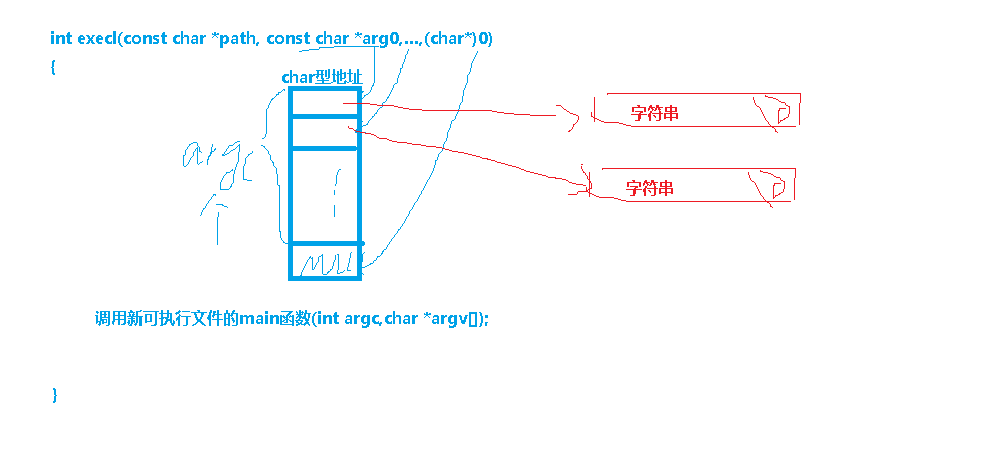 int execl(const char *path, const char *arg0,...,(char*)0)
{
char型地址
字符串 \0
argc
个
字符串 \0
NULL
调用新可执行文件的main函数(int argc,char *argv[]);
}